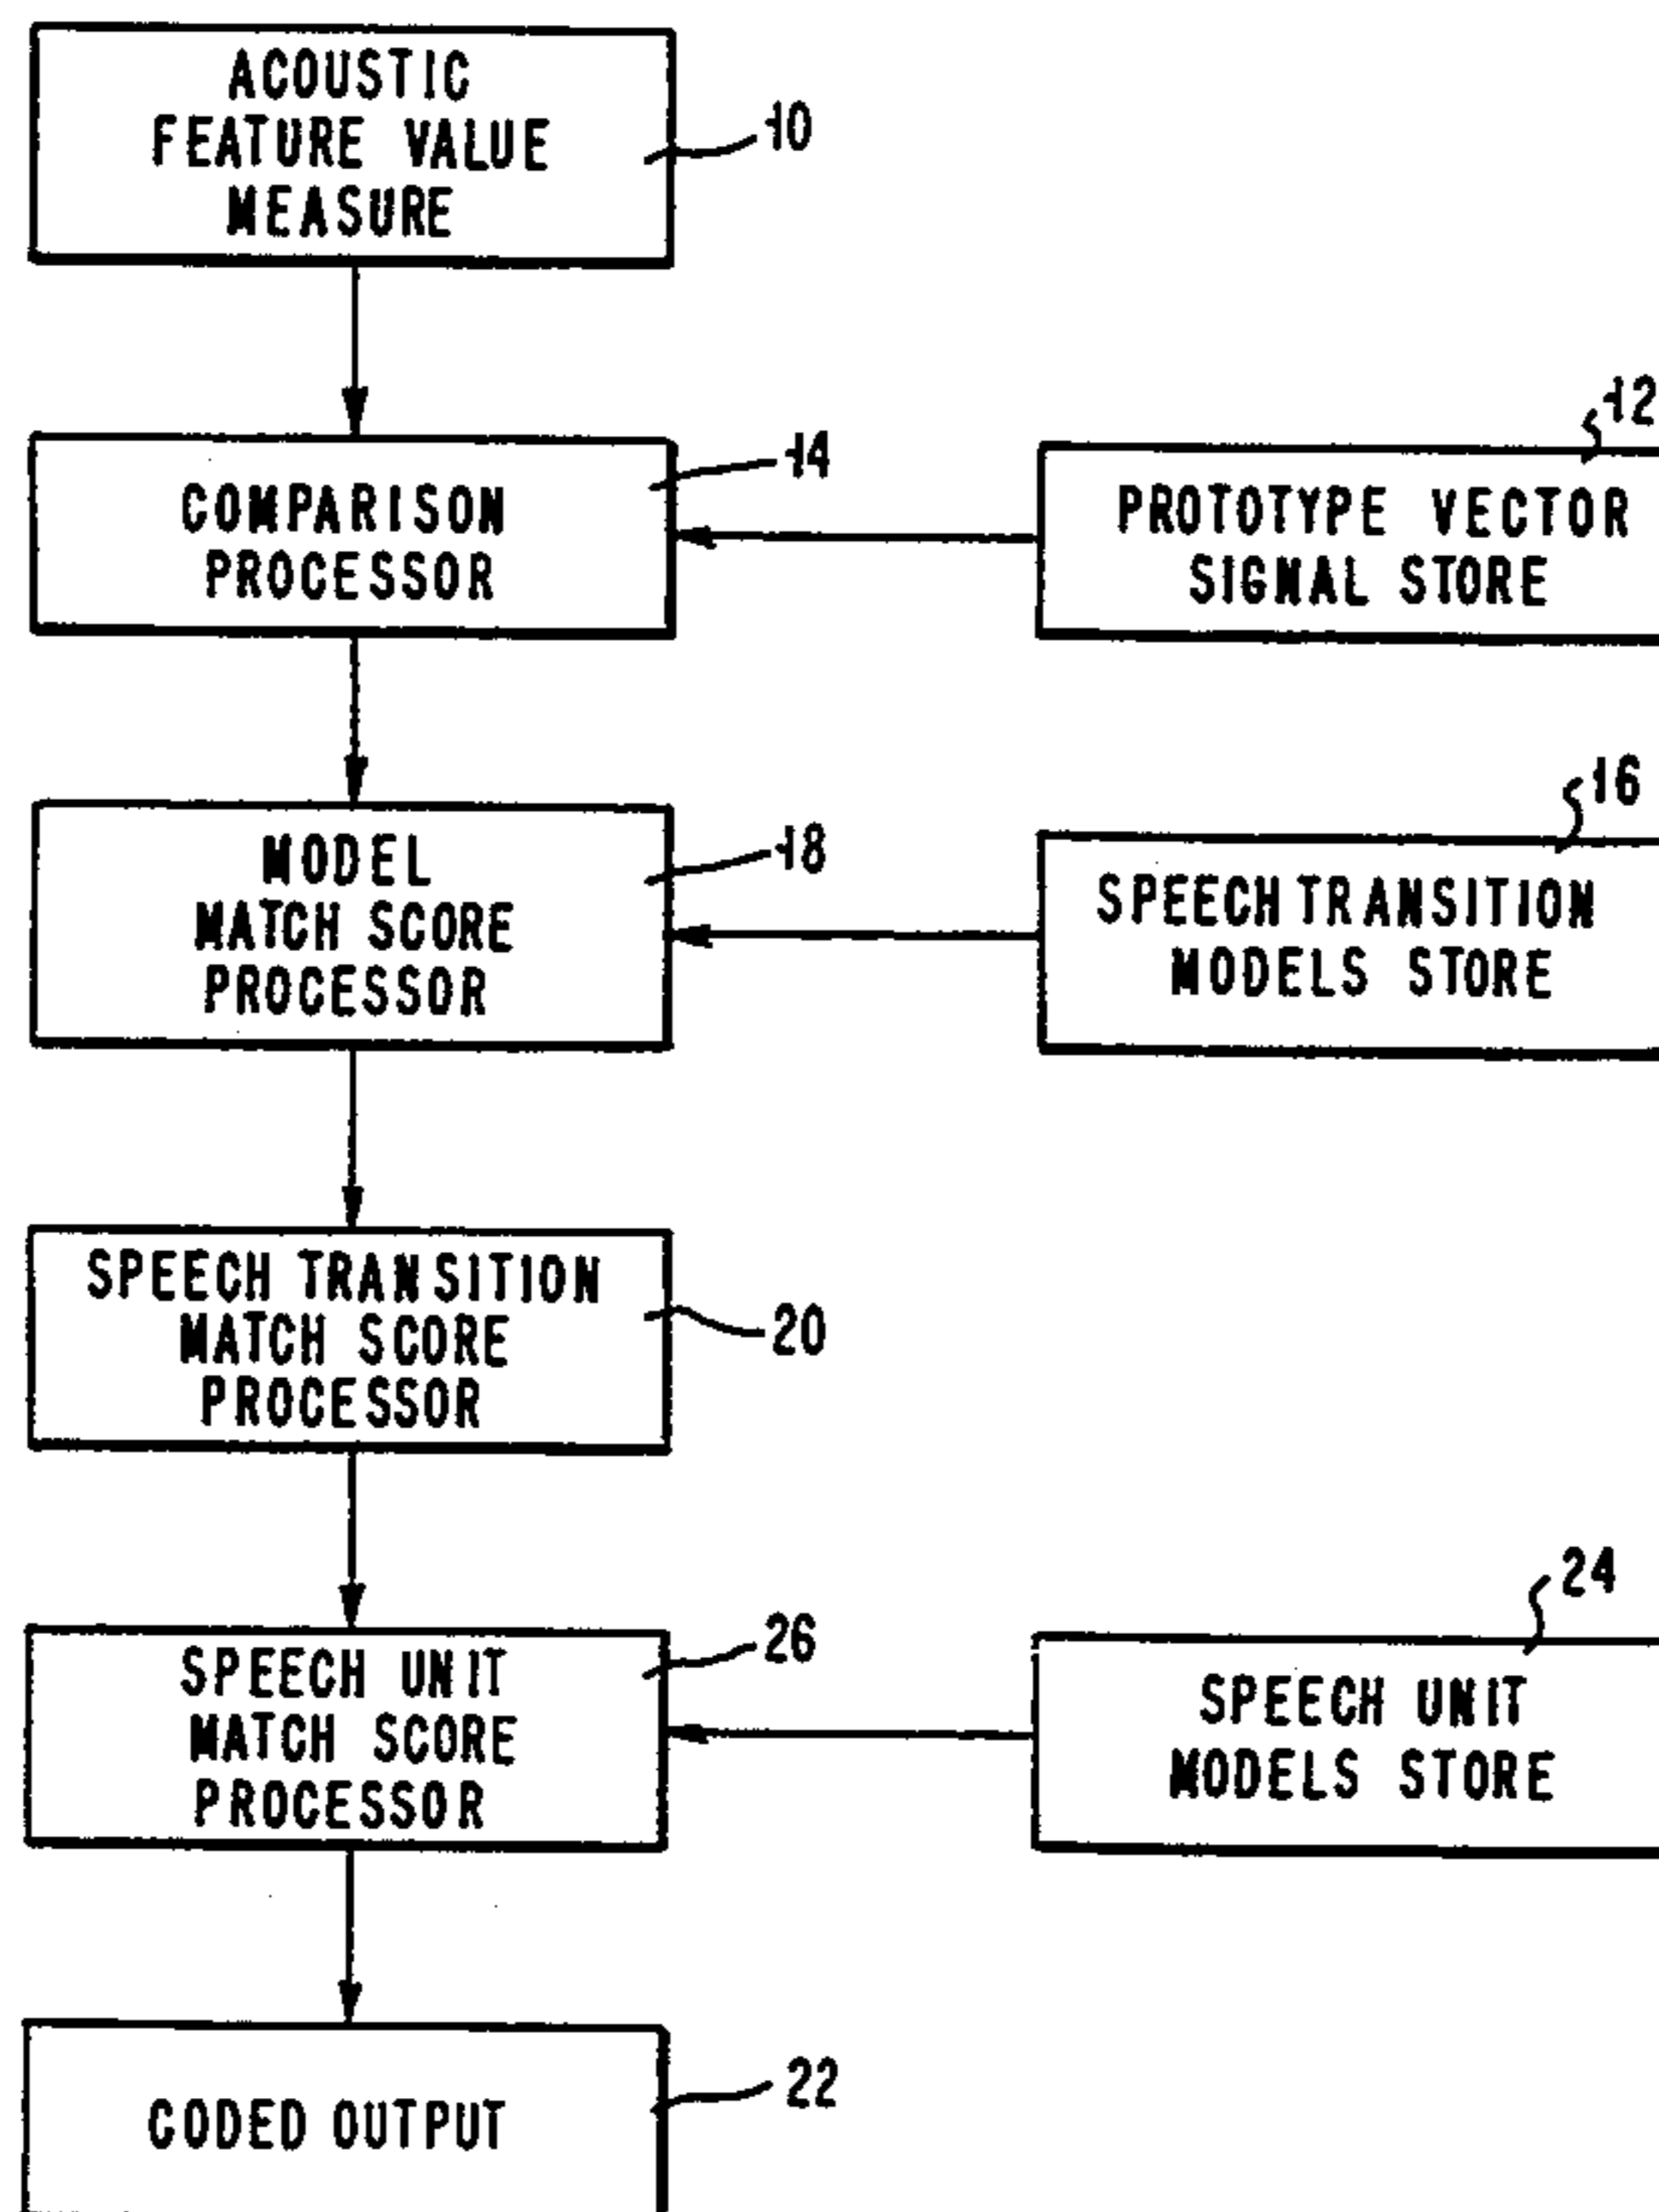 ACOUSTIC
FEATURE VALUE
MEASURE
10
12
COMPARISON
PROCESSOR
14
PROTOTYPE VECTOR
SIGNAL STORE
16
MODEL
MATCH SCORE
PROCESSOR
18
SPEECH TRANSITION
MODELS STORE
SPEECH TRANSITION
MATCH SCORE
PROCESSOR
20
24
SPEECH UNIT
MATCH SCORE
PROCESSOR
26
SPEECH UNIT
MODELS STORE
CODED OUTPUT
22